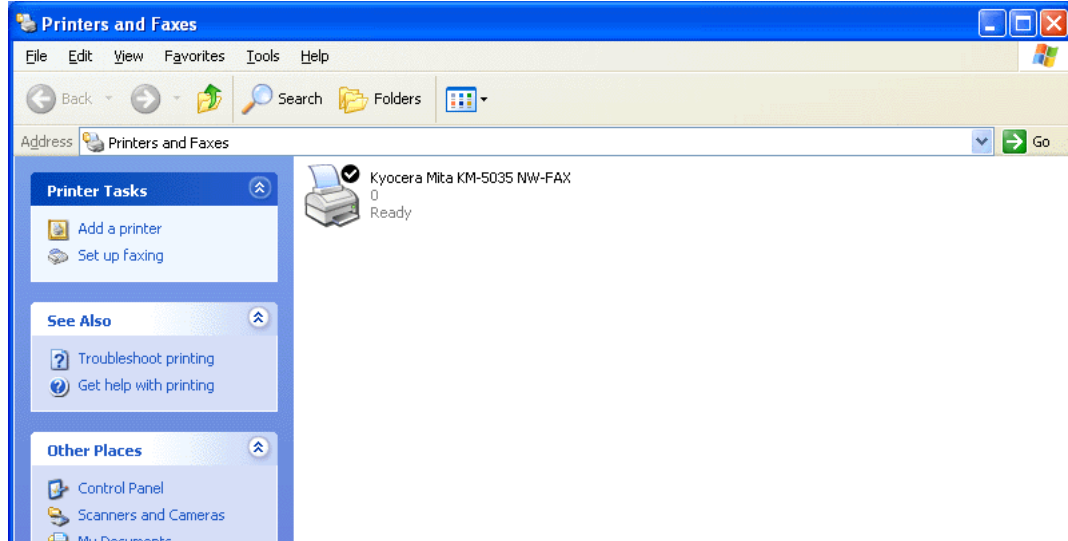 Printers and Faxes
File Edit View Favorites Tools Help
Back Search Folders
Address Printers and Faxes Go
Printer Tasks
Add a printer
Set up faxing
See Also
Troubleshoot printing
Get help with printing
Other Places
Control Panel
Scanners and Cameras
My Documents
Kyocera Mita KM-5035 NW-FAX
0
Ready